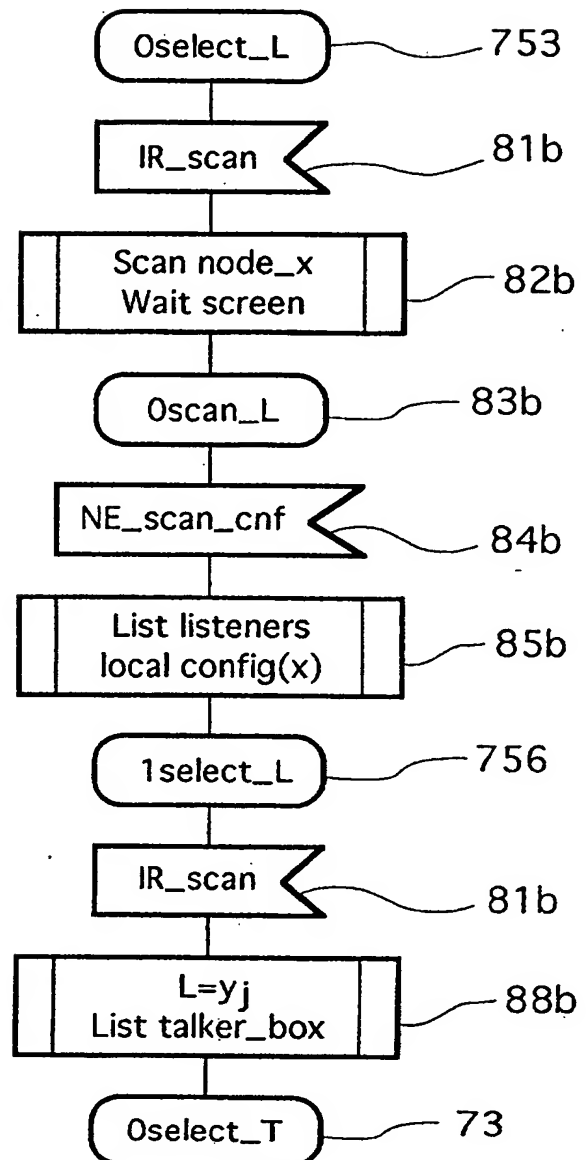 0select_L
753
IR_scan
81b
Scan node_x
Wait screen
82b
0scan_L
83b
NE_scan_cnf
84b
List listeners
local config(x)
85b
1select_L
756
IR_scan
81b
L=yj
List talker_box
88b
0select_T
73